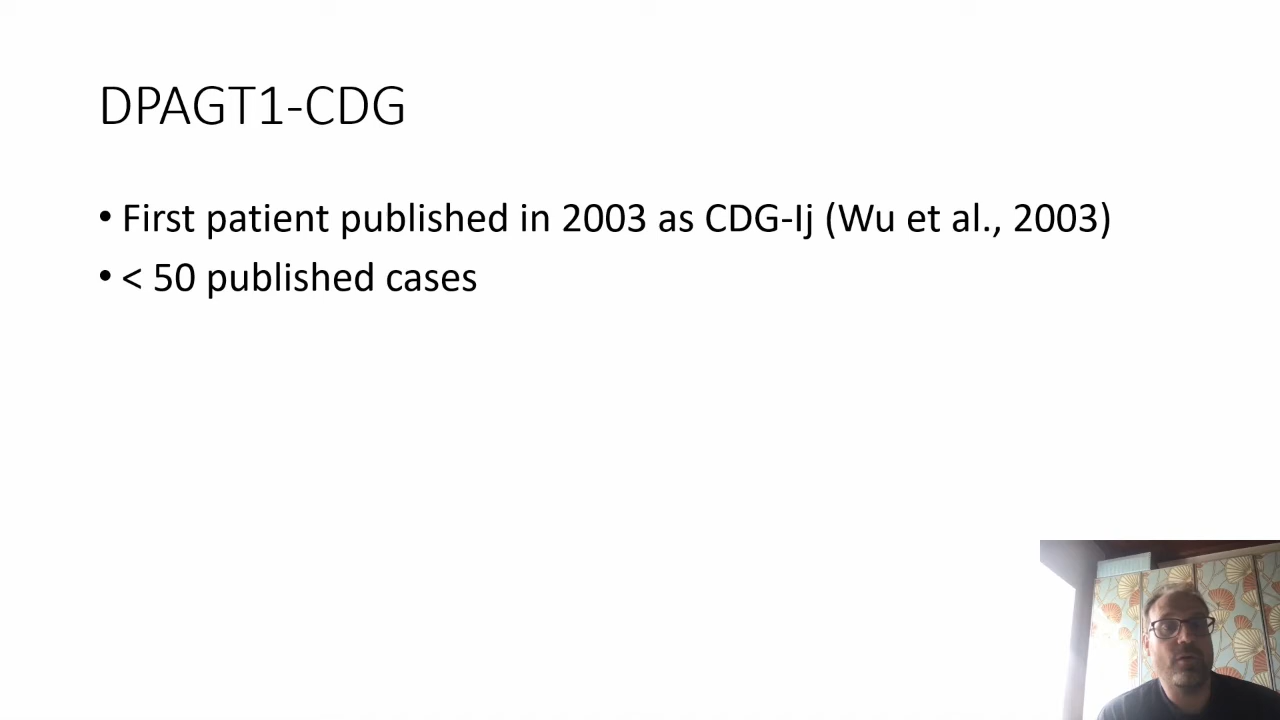 DPAGT1-CDG
• First patient published in 2003 as CDG-Ij (Wu et al., 2003)
• < 50 published cases